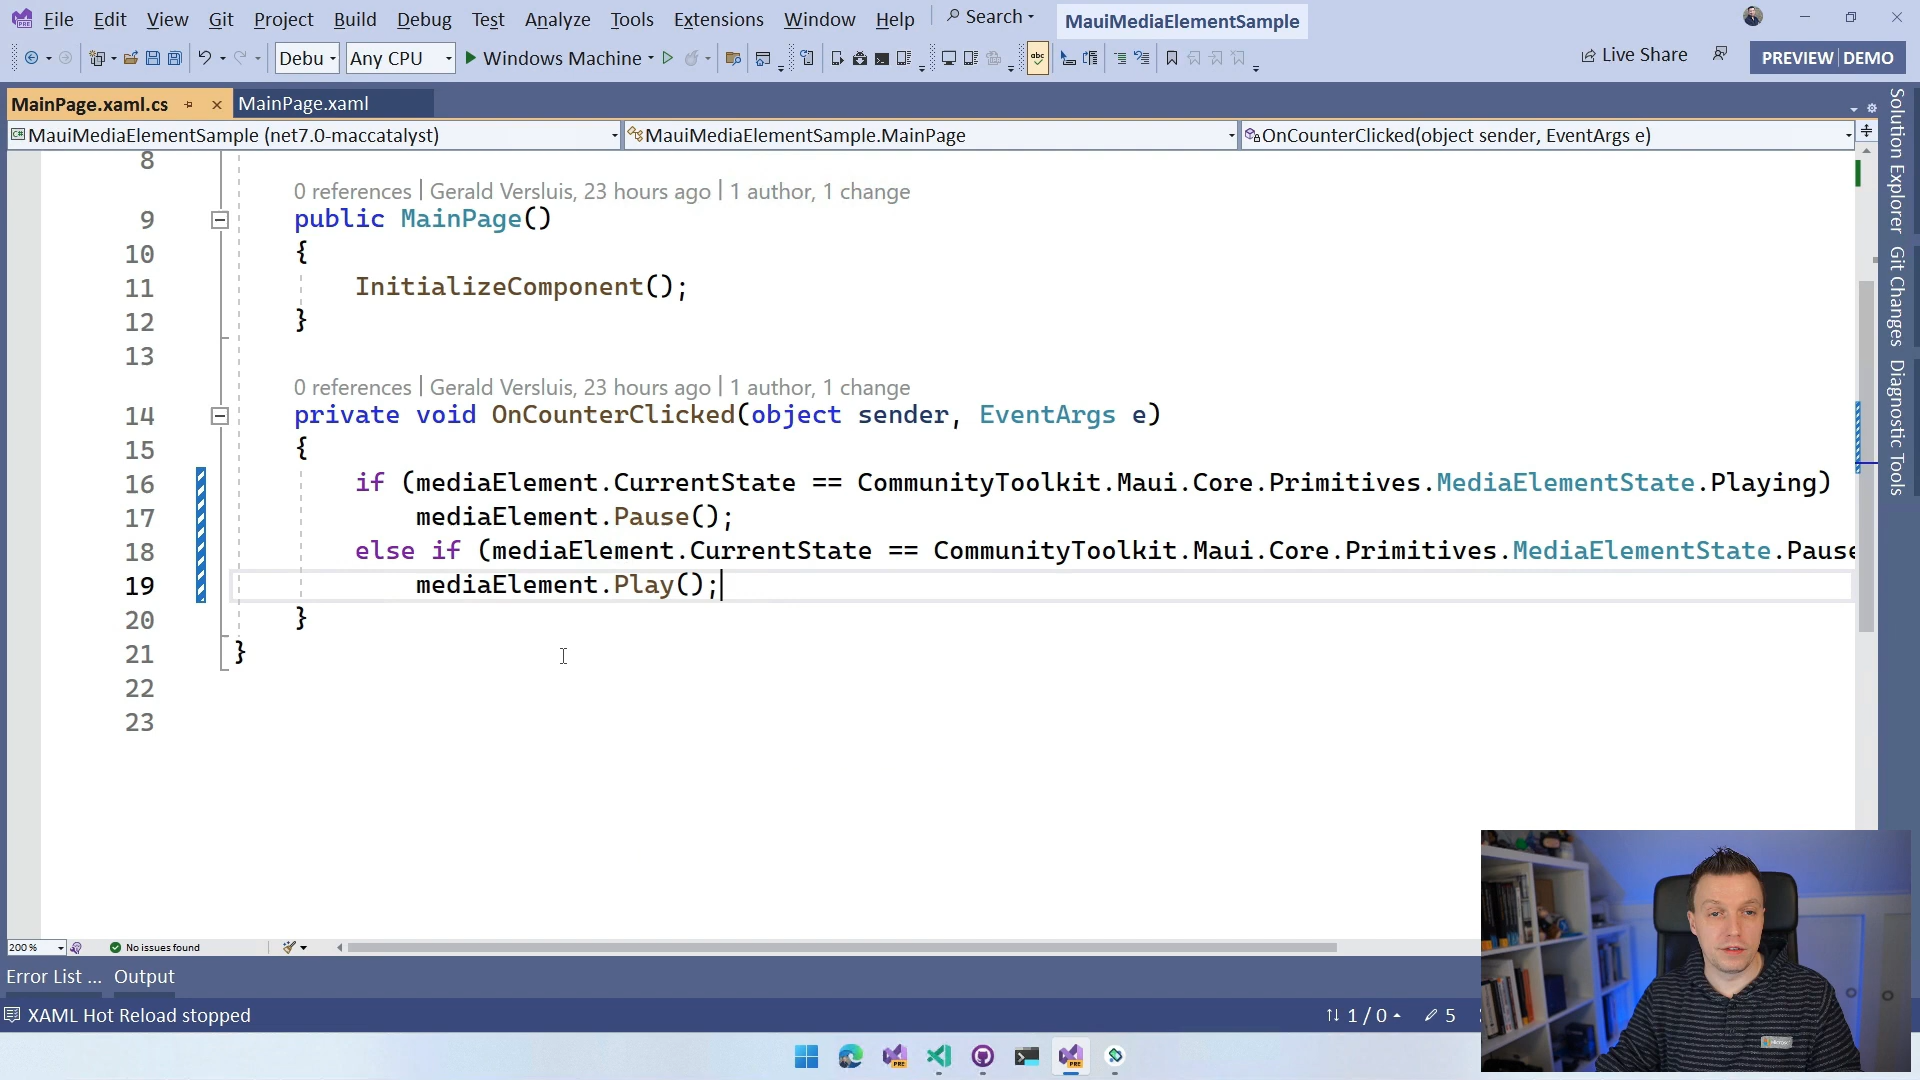 File Edit View Git Project Build Debug Test Analyze Tools Extensions Window Help Search MauiMediaElementSample
Debu Any CPU Windows Machine Live Share PREVIEW DEMO
MainPage.xaml.cs MainPage.xaml
MauiMediaElementSample (net7.0-maccatalyst) MauiMediaElementSample.MainPage OnCounterClicked(object sender, EventArgs e)
8
0 references | Gerald Versluis, 23 hours ago | 1 author, 1 change
9 public MainPage()
10 {
11 InitializeComponent();
12 }
13
0 references | Gerald Versluis, 23 hours ago | 1 author, 1 change
14 private void OnCounterClicked(object sender, EventArgs e)
15 {
16 if (mediaElement.CurrentState == CommunityToolkit.Maui.Core.Primitives.MediaElementState.Playing)
17 mediaElement.Pause();
18 else if (mediaElement.CurrentState == CommunityToolkit.Maui.Core.Primitives.MediaElementState.Pause
19 mediaElement.Play();
20 }
21 }
22
23
Solution Explorer
Git Changes
Diagnostic Tools
200 % No issues found
Error List ... Output
XAML Hot Reload stopped 1 / 0 5